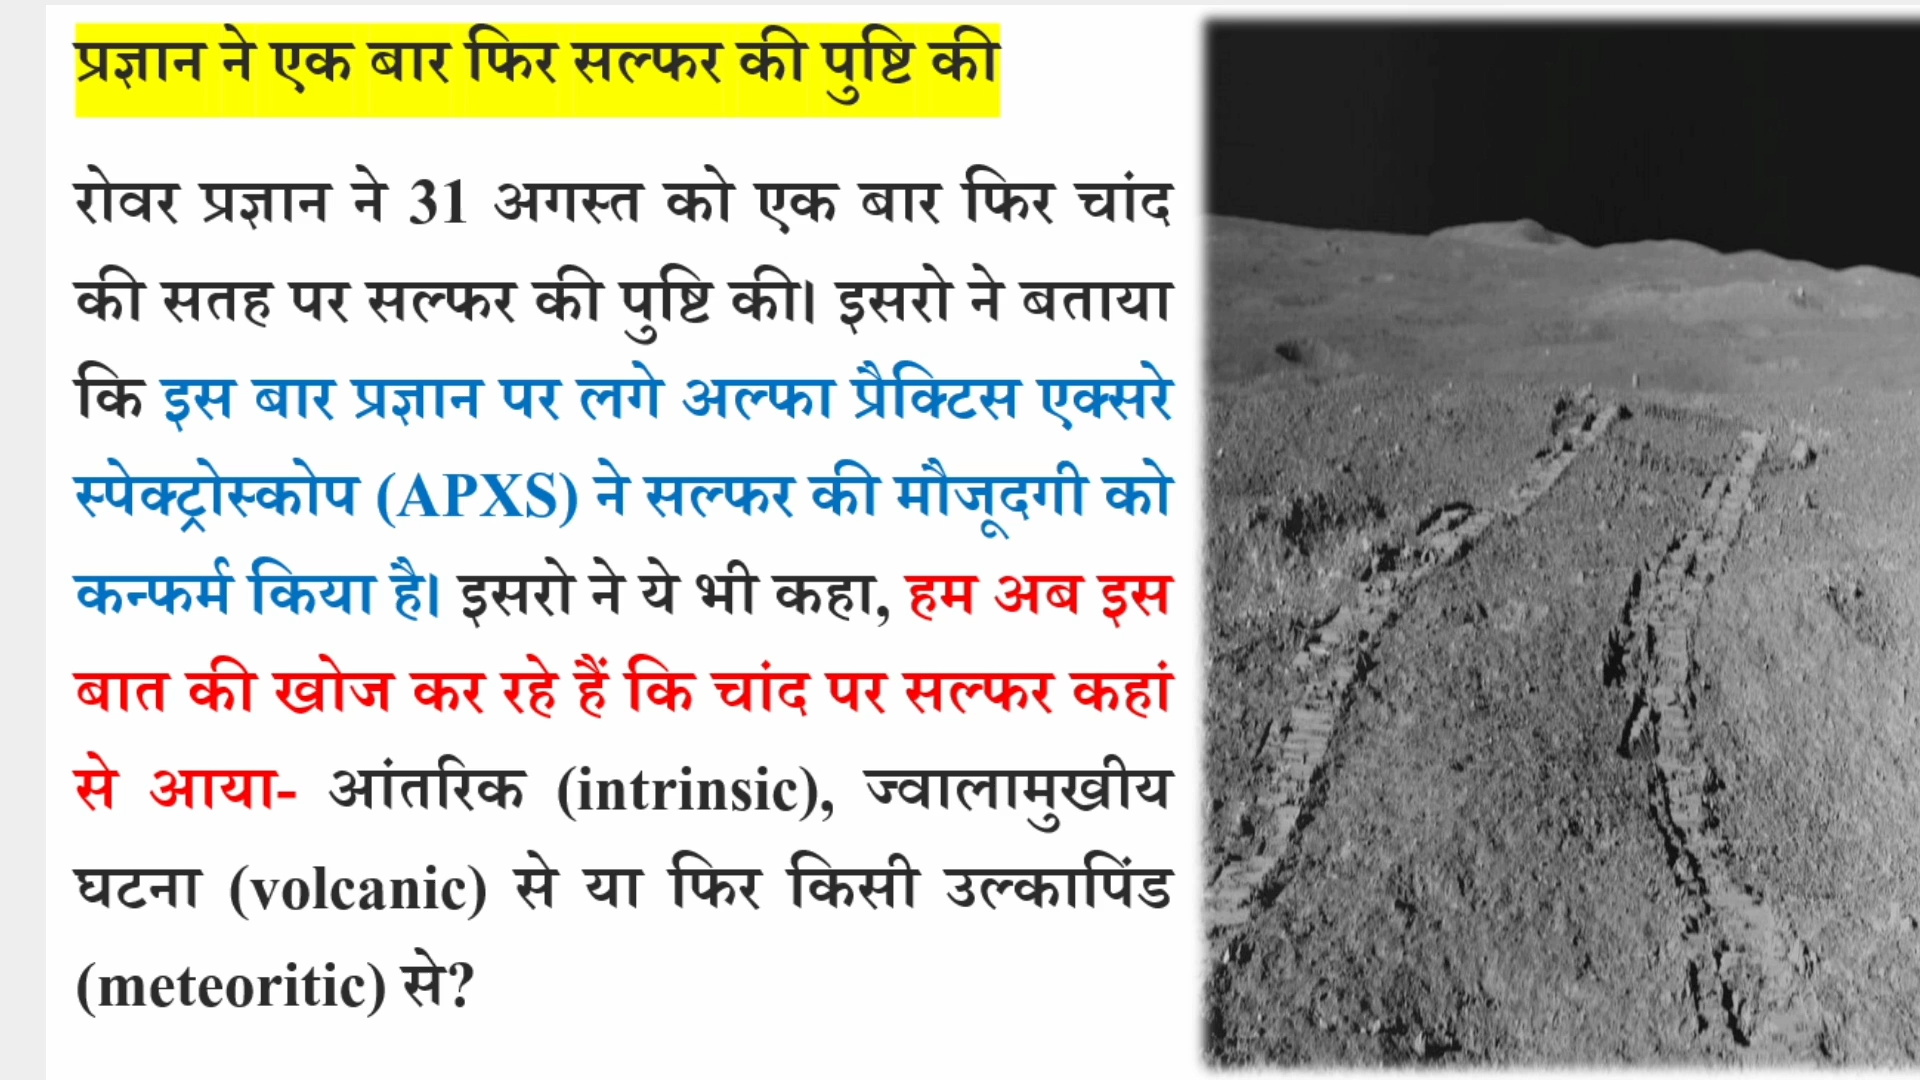 प्रज्ञान ने एक बार फिर सल्फर की पुष्टि की
रोवर प्रज्ञान ने 31 अगस्त को एक बार फिर चांद
की सतह पर सल्फर की पुष्टि की। इसरो ने बताया
कि इस बार प्रज्ञान पर लगे अल्फा प्रैक्टिस एक्सरे
स्पेक्ट्रोस्कोप (APXS) ने सल्फर की मौजूदगी को
कन्फर्म किया है। इसरो ने ये भी कहा, हम अब इस
बात की खोज कर रहे हैं कि चांद पर सल्फर कहां
से आया- आंतरिक (intrinsic), ज्वालामुखीय
घटना (volcanic) से या फिर किसी उल्कापिंड
(meteoritic) से?